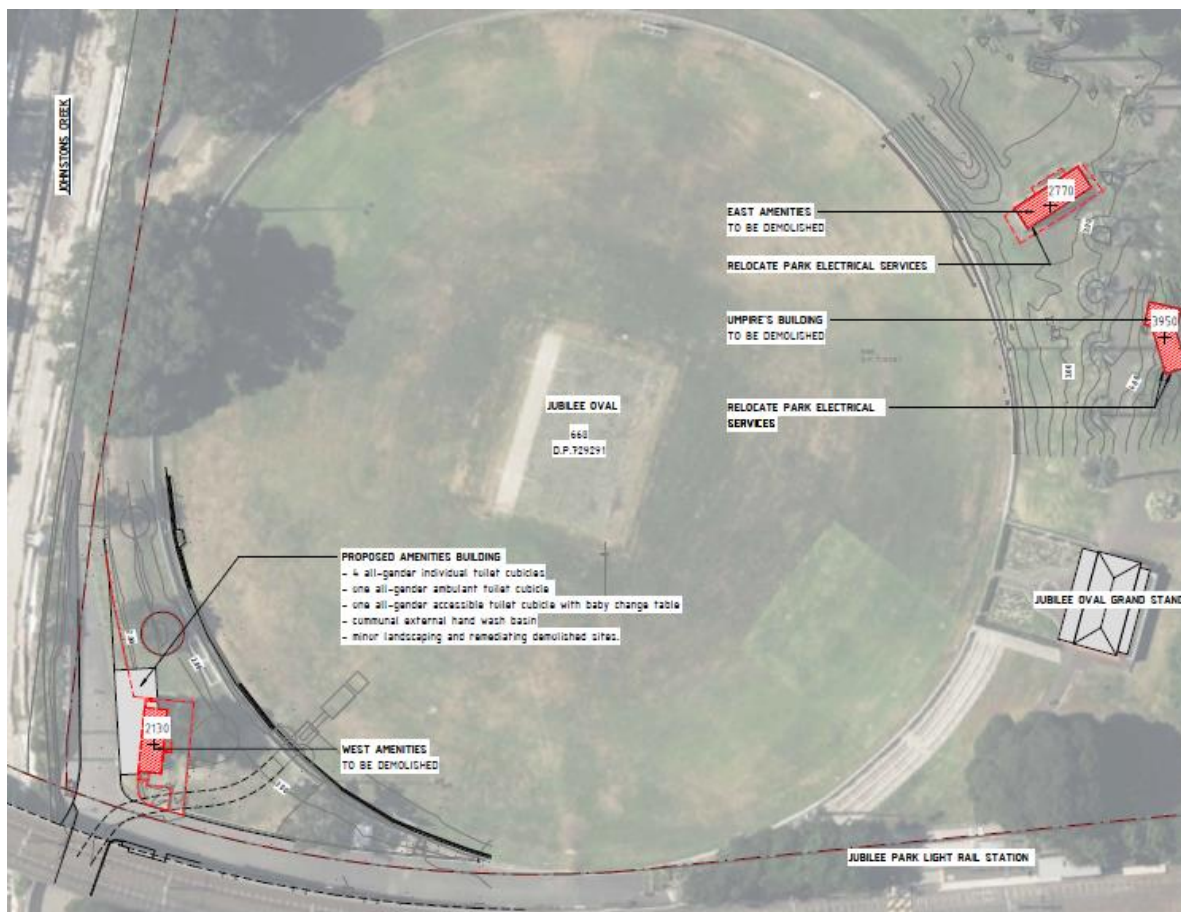 JOHNSTONS CREEK
2770
EAST AMENITIES
TO BE DEMOLISHED
RELOCATE PARK ELECTRICAL SERVICES
UMPIRE'S BUILDING
TO BE DEMOLISHED
3950
RELOCATE PARK ELECTRICAL
SERVICES
JUBILEE OVAL
660
D.P.729291
PROPOSED AMENITIES BUILDING
- 4 all-gender individual toilet cubicles
- one all-gender ambulant toilet cubicle
- one all-gender accessible toilet cubicle with baby change table
- communal external hand wash basin
- minor landscaping and remediating demolished sites.
JUBILEE OVAL GRAND STAND
2130
WEST AMENITIES
TO BE DEMOLISHED
JUBILEE PARK LIGHT RAIL STATION